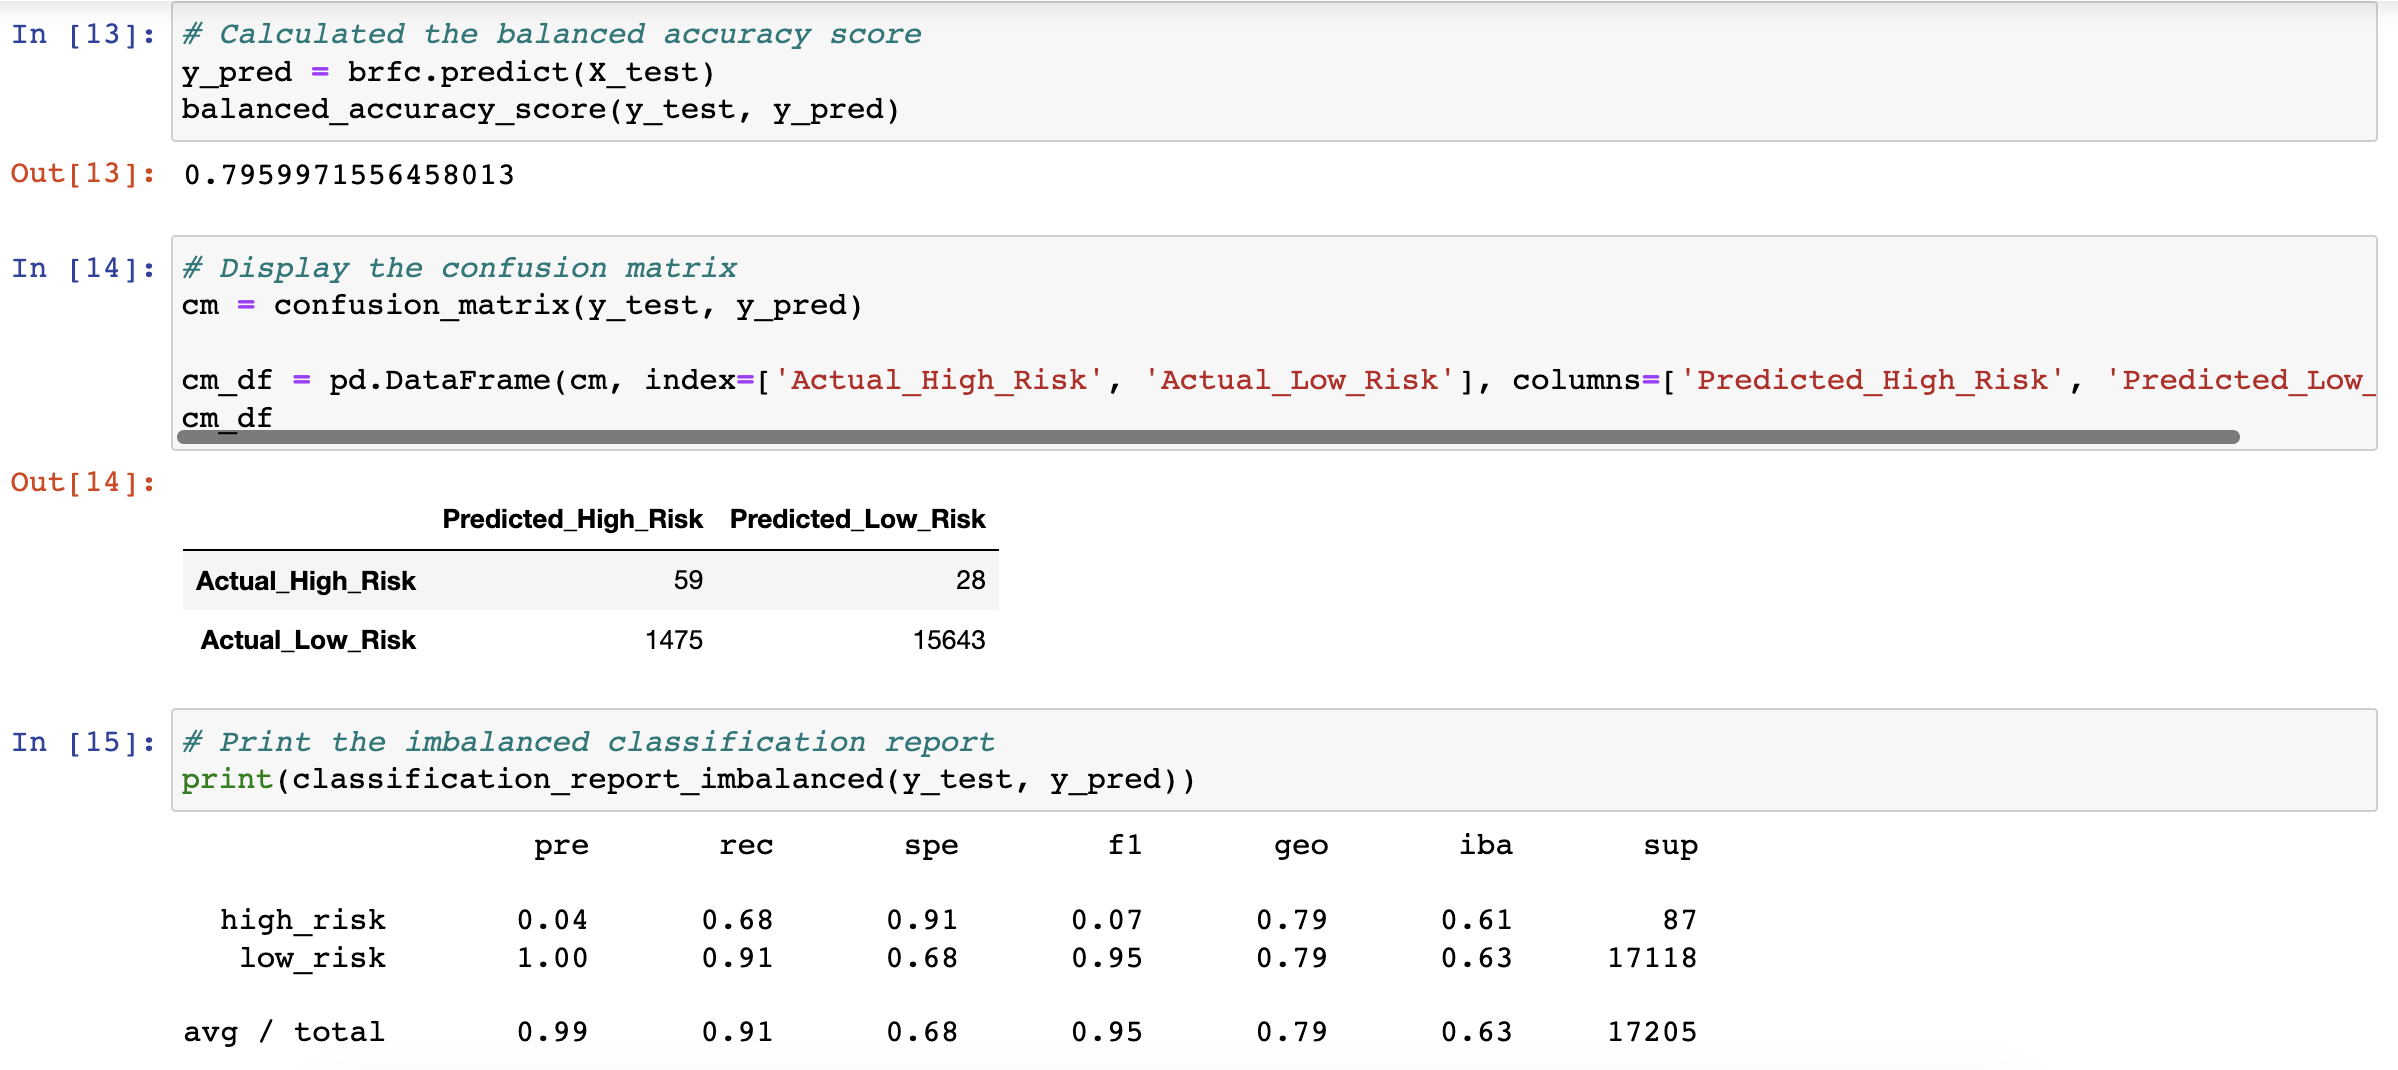 In [13]: # Calculated the balanced accuracy score
y_pred = brfc.predict(X_test)
balanced_accuracy_score(y_test, y_pred)
Out[13]: 0.7959971556458013
In [14]: # Display the confusion matrix
cm = confusion_matrix(y_test, y_pred)
cm_df = pd.DataFrame(cm, index=['Actual_High_Risk', 'Actual_Low_Risk'], columns=['Predicted_High_Risk', 'Predicted_Low_
cm_df
Out[14]:
Predicted_High_Risk Predicted_Low_Risk
Actual_High_Risk 59 28
Actual_Low_Risk 1475 15643
In [15]: # Print the imbalanced classification report
print(classification_report_imbalanced(y_test, y_pred))
pre rec spe f1 geo iba sup
high_risk 0.04 0.68 0.91 0.07 0.79 0.61 87
low_risk 1.00 0.91 0.68 0.95 0.79 0.63 17118
avg / total 0.99 0.91 0.68 0.95 0.79 0.63 17205